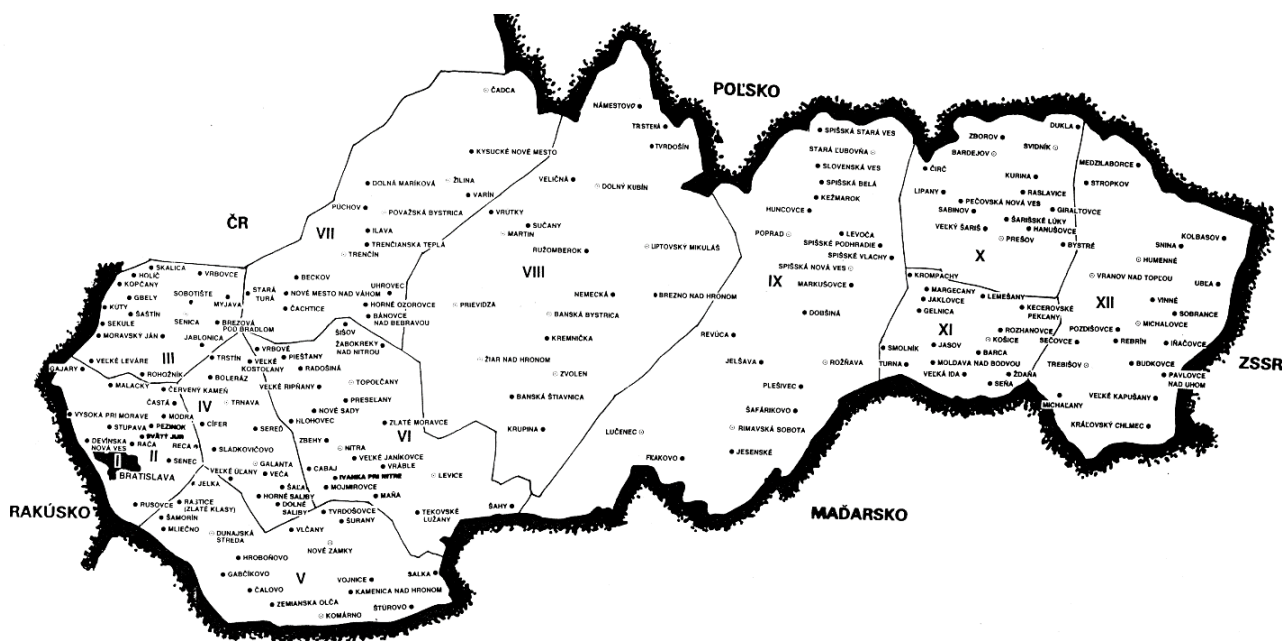 POĽSKO
ČADCA
NÁMESTOVO
TRSTENÁ
TVRDOŠÍN
KYSUCKÉ NOVÉ MESTO
VELIČNÁ
DOLNÝ KUBÍN
DOLNÁ MARÍKOVÁ
ŽILINA
VARÍN
PÚCHOV
POVAŽSKÁ BYSTRICA
VRÚTKY
SUČANY
MARTIN
ČR
VII
ILAVA
TRENČIANSKA TEPLÁ
TRENČÍN
RUŽOMBEROK
LIPTOVSKÝ MIKULÁŠ
VIII
SPIŠSKÁ STARÁ VES
STARÁ ĽUBOVŇA
SLOVENSKÁ VES
SPIŠSKÁ BELÁ
KEŽMAROK
HUNCOVCE
POPRAD
LEVOČA
SPIŠSKÉ PODHRADIE
SPIŠSKÉ VLACHY
SPIŠSKÁ NOVÁ VES
IX
MARKUŠOVCE
DOBŠINÁ
DUKLA
ZBOROV
BARDEJOV
SVIDNÍK
MEDZILABORCE
ČIRČ
KURIMA
STROPKOV
LIPANY
RASLAVICE
PEČOVSKÁ NOVÁ VES
SABINOV
GIRALTOVCE
ŠARIŠSKÉ LÚKY
HANUŠOVCE
VEĽKÝ ŠARIŠ
PREŠOV
X
BYSTRÉ
SNINA
KOLBASOV
HUMENNÉ
VRANOV NAD TOPĽOU
UBĽA
XII
VINNÉ
SOBRANCE
MICHALOVCE
KROMPACHY
MARGECANY
JAKLOVCE
GELNICA
LEMEŠANY
KECEROVSKÉ
PEKĽANY
XI
ROZHANOVCE
POZDIŠOVCE
KOŠICE
SEČOVCE
REBRÍN
IŇAČOVCE
SMOLNÍK
JASOV
BARCA
TURNA
MOLDAVA NAD BODVOU
TREBIŠOV
BUDKOVCE
VEĽKÁ IDA
ŽDAŇA
SEŇA
PAVLOVCE
NAD UHOM
ZSSR
MICHAĽANY
VEĽKÉ KAPUŠANY
KRÁĽOVSKÝ CHLMEC
SKALICA
HOLÍČ
VRBOVCE
KOPČANY
GBELY
SOBOTIŠTE
KÚTY
ŠAŠTÍN
MYJAVA
SENICA
SEKULE
BREZOVÁ
POD BRADLOM
MORAVSKÝ JÁN
JABLONICA
VEĽKÉ LEVÁRE
III
GAJARY
ROHOŽNÍK
STARÁ
TURÁ
BECKOV
NOVÉ MESTO NAD VÁHOM
ČACHTICE
UHROVEC
HORNÉ OZOROVCE
BÁNOVCE
NAD BEBRAVOU
PRIEVIDZA
NEMECKÁ
BREZNO NAD HRONOM
BANSKÁ BYSTRICA
KREMNIČKA
ŽIAR NAD HRONOM
ZVOLEN
BANSKÁ ŠTIAVNICA
KRUPINA
REVÚCA
JELŠAVA
ROŽŇAVA
PLEŠIVEC
ŠAFÁRIKOVO
RIMAVSKÁ SOBOTA
LUČENEC
FIĽAKOVO
JESENSKÉ
ŠIŠOV
ŽABOKREKY
NAD NITROU
TRSTÍN
VRBOVÉ
VEĽKÉ
KOSTOĽANY
PIEŠŤANY
RADOŠINÁ
BOLERÁZ
MALACKY
ČERVENÝ KAMEŇ
VEĽKÉ RIPŇANY
TOPOĽČANY
ČASTÁ
IV
TRNAVA
PRESELANY
VYSOKÁ PRI MORAVE
MODRA
NOVÉ SADY
STUPAVA
PEZINOK
CÍFER
SEREĎ
HLOHOVEC
ZLATÉ MORAVCE
SVÄTÝ JUR
DEVÍNSKA
NOVÁ VES
RAČA
RECA
ZBEHY
VI
I
II
SENEC
SLADKOVIČOVO
NITRA
VEĽKÉ JANÍKOVCE
GALANTA
CABAJ
VRÁBLE
BRATISLAVA
VEĽKÉ ÚĽANY
VEČA
IVANKA PRI NITRE
LEVICE
JELKA
ŠAĽA
MOJMÍROVCE
HORNÉ SALIBY
MAŇA
RAKÚSKO
RUSOVCE
RAJTICE
(ZLATÉ KLASY)
DOLNÉ
SALIBY
TVRDOŠOVCE
TEKOVSKÉ
LUŽANY
ŠAHY
MAĎARSKO
ŠAMORÍN
ŠURANY
MLIEČNO
DUNAJSKÁ
STREDA
VLČANY
NOVÉ ZÁMKY
HROBOŇOVO
GABČÍKOVO
V
VOJNICE
SALKA
ČALOVO
KAMENICA NAD HRONOM
ZEMIANSKA OLČA
ŠTÚROVO
KOMÁRNO